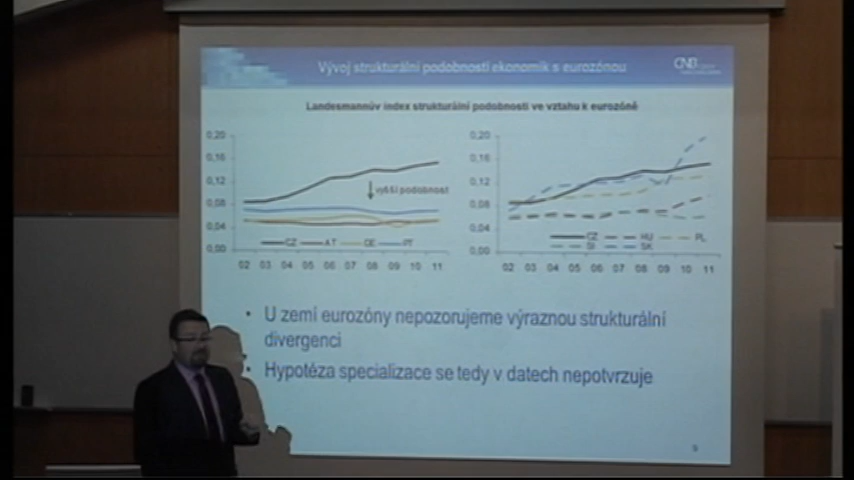 Vývoj strukturální podobnosti ekonomik s eurozónou
CNB
Landesmannův index strukturální podobnosti ve vztahu k eurozóně
0,20
0,16
0,12
0,08
0,04
0,00
vyšší podobnost
CZ AT DE PT
02 03 04 05 06 07 08 09 10 11
0,20
0,16
0,12
0,08
0,04
0,00
CZ HU PL
SI SK
02 03 04 05 06 07 08 09 10 11
• U zemí eurozóny nepozorujeme výraznou strukturální
divergenci
• Hypotéza specializace se tedy v datech nepotvrzuje
9